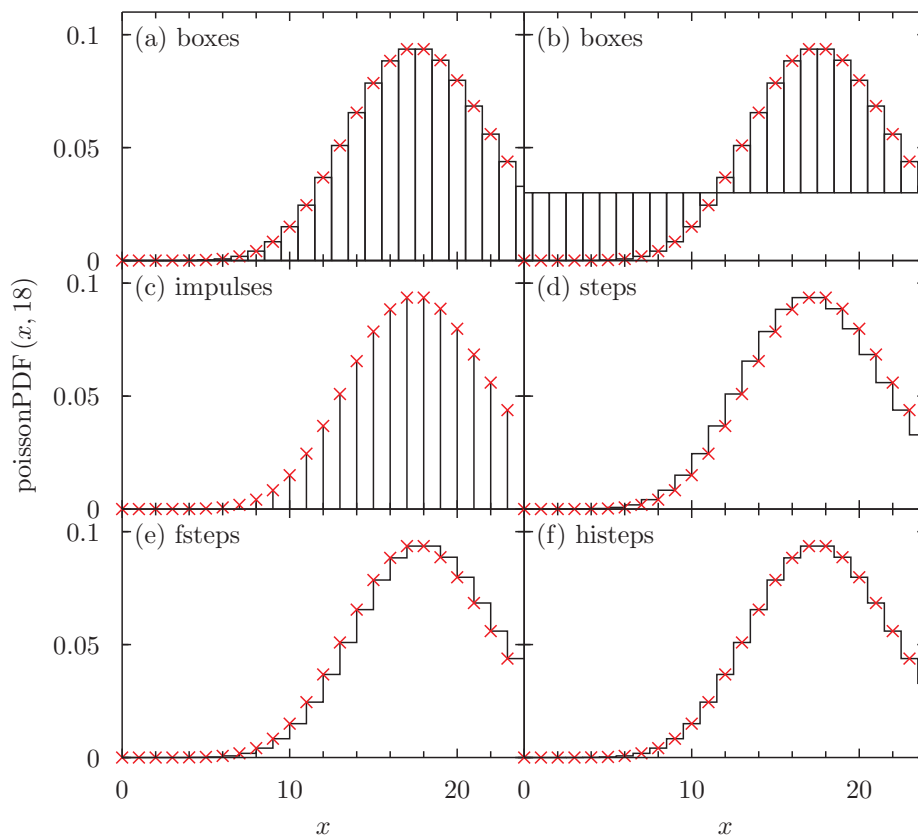 poissonPDF(x, 18)
0.1
0.05
0
(a) boxes
(b) boxes
0.1
0.05
0
(c) impulses
(d) steps
0.1
0.05
0
(e) fsteps
(f) histeps
0 10 20 0 10 20
x x